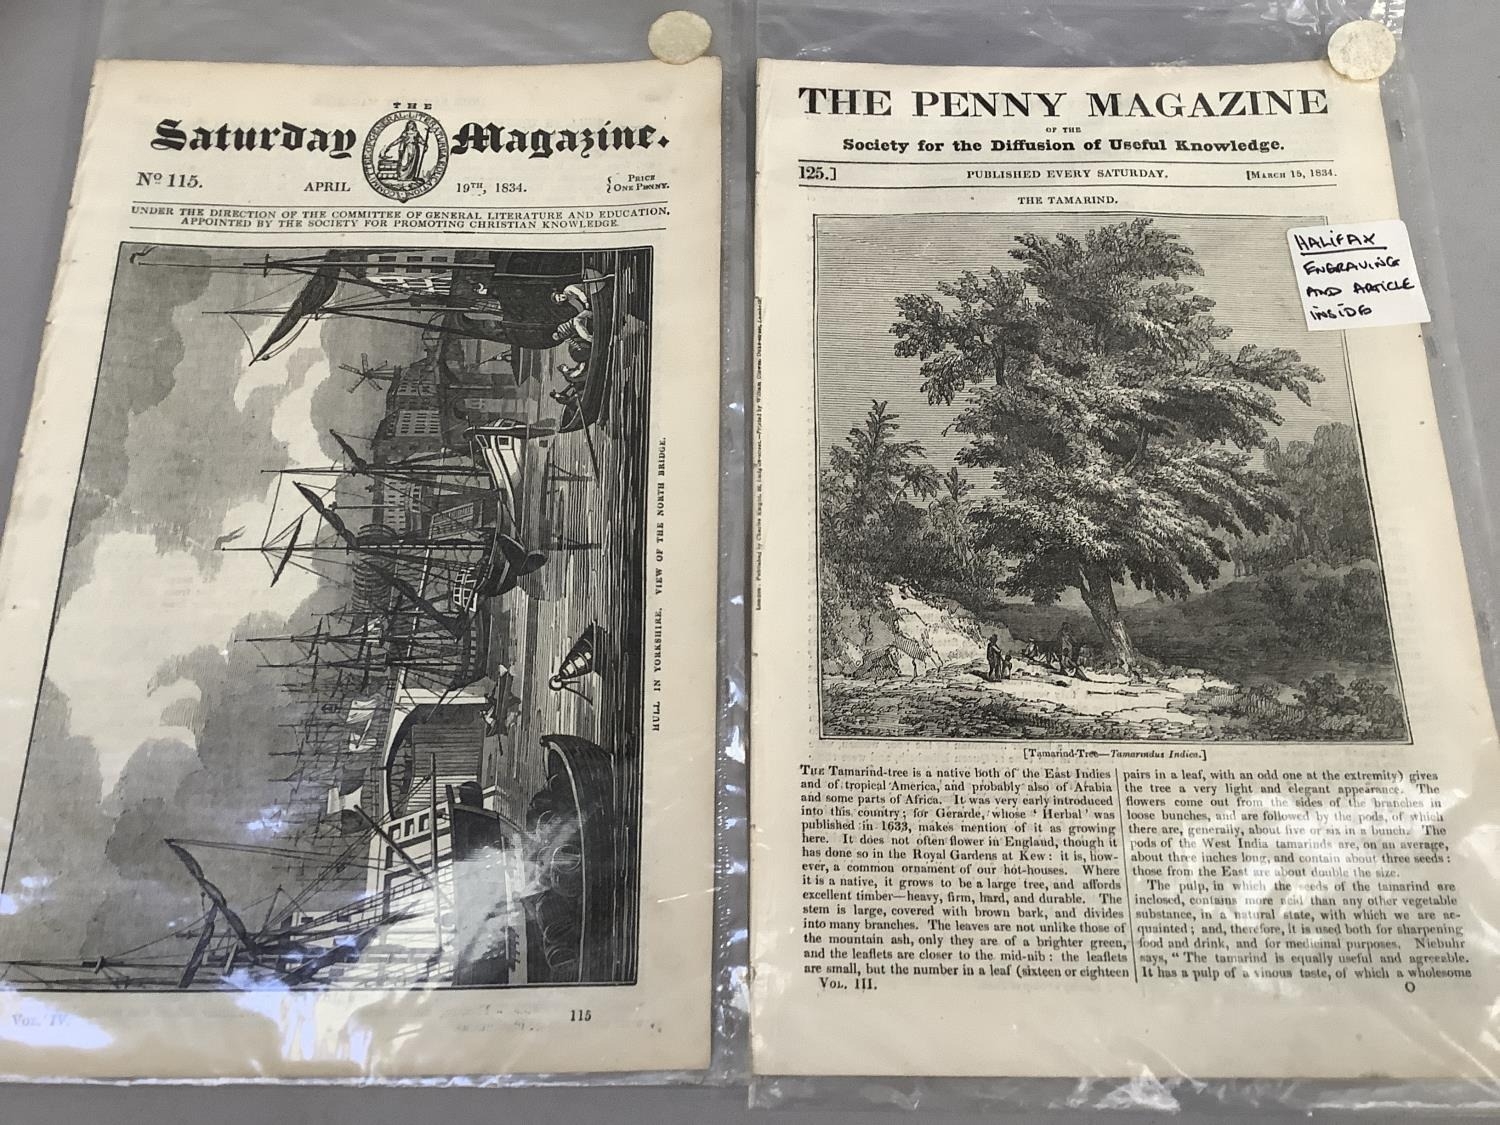 THE
Saturday Magazine.
COMMITTEE OF GENERAL LITERATURE & EDUCATION
Nº 115. APRIL 19TH, 1834. PRICE
ONE PENNY.
UNDER THE DIRECTION OF THE COMMITTEE OF GENERAL LITERATURE AND EDUCATION,
APPOINTED BY THE SOCIETY FOR PROMOTING CHRISTIAN KNOWLEDGE.
HULL IN YORKSHIRE. VIEW OF THE NORTH BRIDGE.
VOL. IV. 115
THE PENNY MAGAZINE
OF THE
Society for the Diffusion of Useful Knowledge.
125.] PUBLISHED EVERY SATURDAY. [MARCH 15, 1834.
THE TAMARIND.
HALIFAX
ENGRAVING
AND ARTICLE
INSIDE
[Tamarind-Tree—Tamarindus Indica.]
THE Tamarind-tree is a native both of the East Indies
and of tropical America, and probably also of Arabia
and some parts of Africa. It was very early introduced
into this country; for Gerarde, whose ‘Herbal’ was
published in 1633, makes mention of it as growing
here. It does not often flower in England, though it
has done so in the Royal Gardens at Kew: it is, how-
ever, a common ornament of our hot-houses. Where
it is a native, it grows to be a large tree, and affords
excellent timber—heavy, firm, hard, and durable. The
stem is large, covered with brown bark, and divides
into many branches. The leaves are not unlike those of
the mountain ash, only they are of a brighter green,
and the leaflets are closer to the mid-nib: the leaflets
are small, but the number in a leaf (sixteen or eighteen
VOL. III.
pairs in a leaf, with an odd one at the extremity) gives
the tree a very light and elegant appearance. The
flowers come out from the sides of the branches in
loose bunches, and are followed by the pods, of which
there are, generally, about five or six in a bunch. The
pods of the West India tamarinds are, on an average,
about three inches long, and contain about three seeds:
those from the East are about double the size.
The pulp, in which the seeds of the tamarind are
inclosed, contains more acid than any other vegetable
substance, in a natural state, with which we are ac-
quainted; and, therefore, it is used both for sharpening
food and drink, and for medicinal purposes. Niebuhr
says, “The tamarind is equally useful and agreeable.
It has a pulp of a vinous taste, of which a wholesome
O